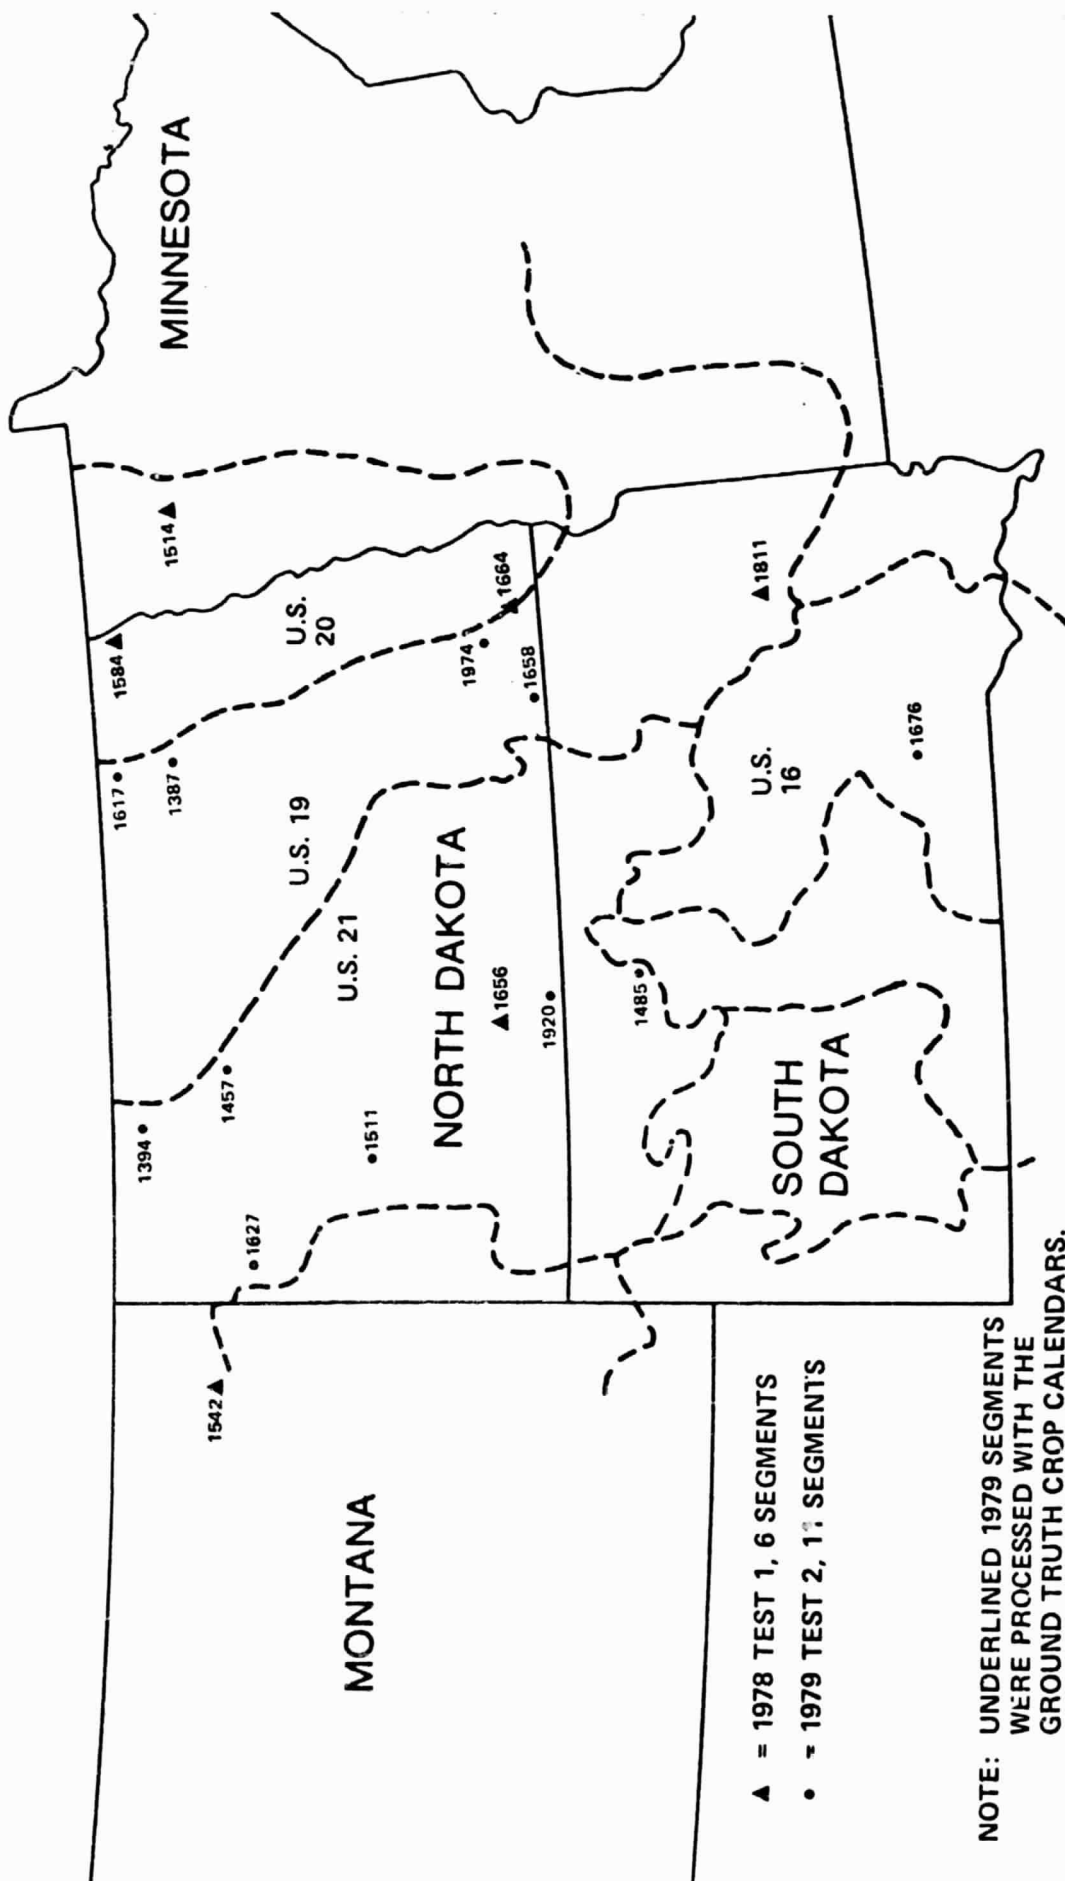 MINNESOTA
1514
1584
U.S.
20
1664
1974
1658
1811
1617
1387
U.S. 19
U.S.
16
1676
U.S. 21
NORTH DAKOTA
1656
1920
1485
1457
1394
1511
SOUTH
DAKOTA
1627
1542
MONTANA
▲ = 1978 TEST 1, 6 SEGMENTS
● = 1979 TEST 2, SEGMENTS
NOTE: UNDERLINED 1979 SEGMENTS
WERE PROCESSED WITH THE
GROUND TRUTH CROP CALENDARS.